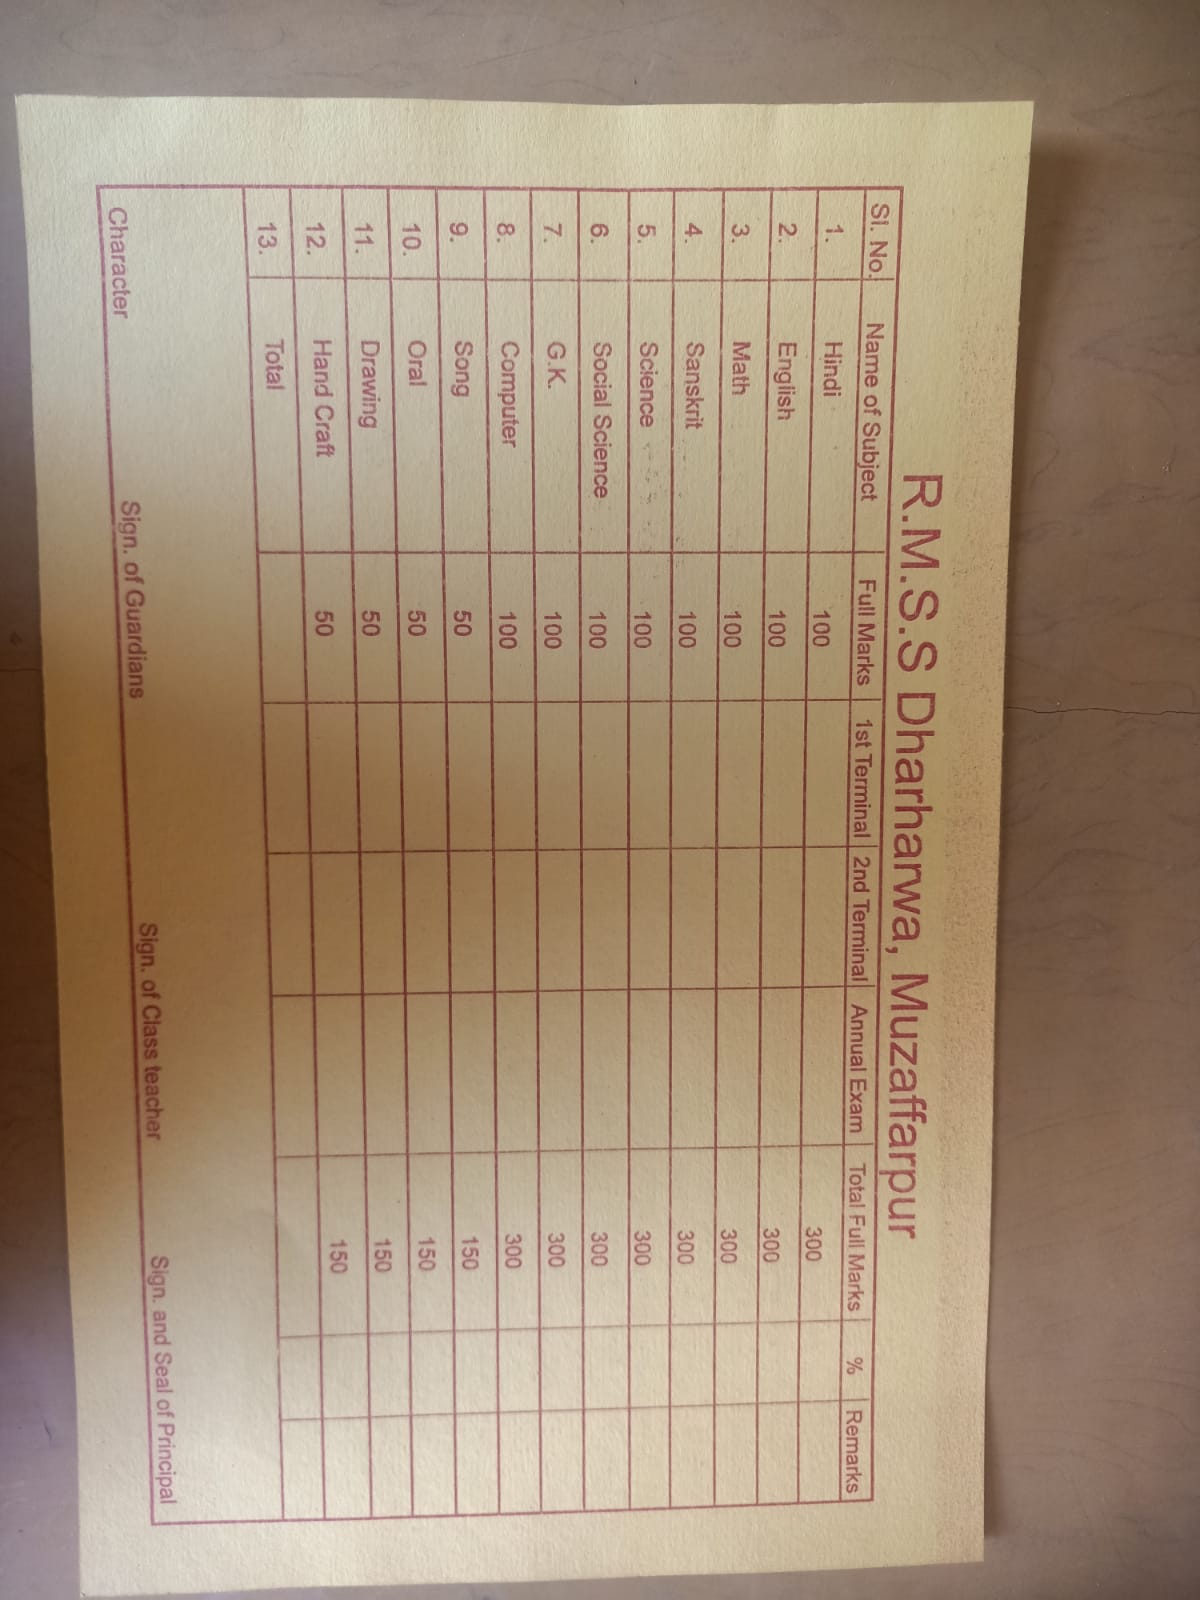 R.M.S.S Dharharwa, Muzaffarpur
Sl. No. Name of Subject Full Marks 1st Terminal 2nd Terminal Annual Exam Total Full Marks % Remarks
1. Hindi 100 300
2. English 100 300
3. Math 100 300
4. Sanskrit 100 300
5. Science 100 300
6. Social Science 100 300
7. G.K. 100 300
8. Computer 100 300
9. Song 50 150
10. Oral 50 150
11. Drawing 50 150
12. Hand Craft 50 150
13. Total
Character Sign. of Guardians Sign. of Class teacher Sign. and Seal of Principal